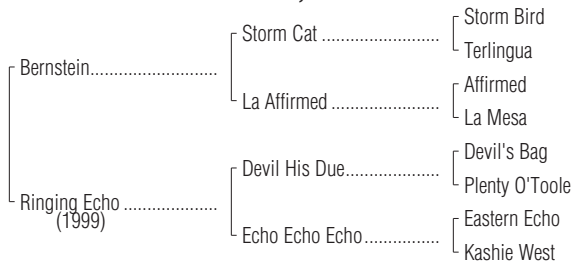 Storm Bird
Storm Cat ..........................
Terlingua
Bernstein............................
Affirmed
La Affirmed ........................
La Mesa
Devil's Bag
Devil His Due.....................
Plenty O'Toole
Ringing Echo .....................
(1999)
Eastern Echo
Echo Echo Echo.................
Kashie West